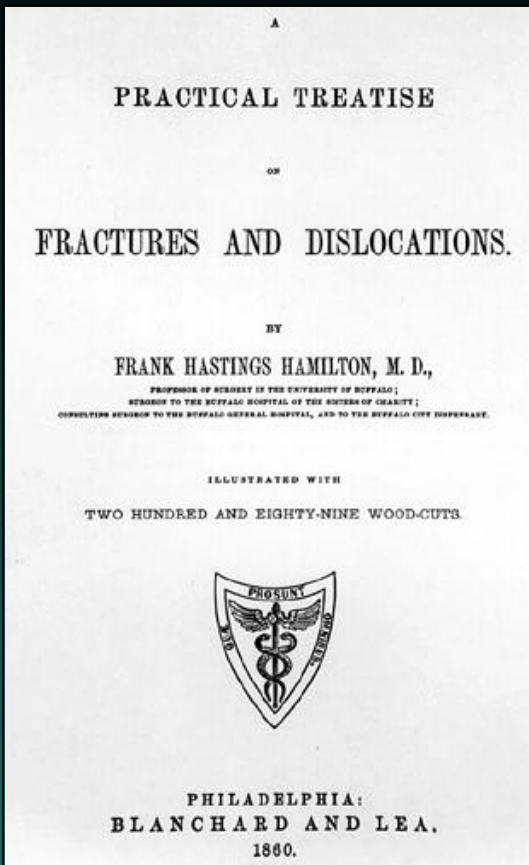 A
PRACTICAL TREATISE
ON
FRACTURES AND DISLOCATIONS.
BY
FRANK HASTINGS HAMILTON, M. D.,
PROFESSOR OF SURGERY IN THE UNIVERSITY OF BUFFALO;
SURGEON TO THE BUFFALO HOSPITAL OF THE SISTERS OF CHARITY;
CONSULTING SURGEON TO THE BUFFALO GENERAL HOSPITAL, AND TO THE BUFFALO CITY DISPENSARY.
ILLUSTRATED WITH
TWO HUNDRED AND EIGHTY-NINE WOOD-CUTS.
QUÆ PROSUNT OMNIBUS.
PHILADELPHIA:
BLANCHARD AND LEA.
1860.